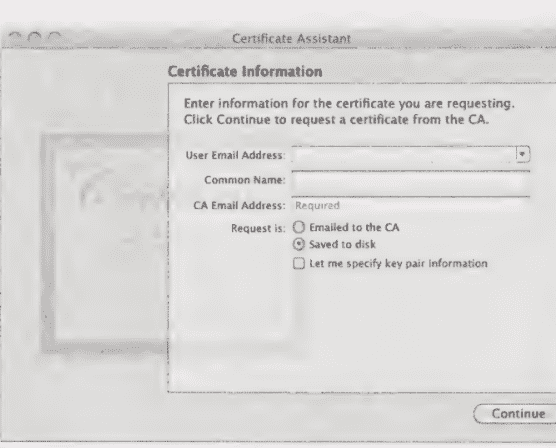 Certificate Assistant
Certificate Information
Enter information for the certificate you are requesting.
Click Continue to request a certificate from the CA.
User Email Address:
Common Name:
CA Email Address: Required
Request is: Emailed to the CA
Saved to disk
Let me specify key pair information
Continue